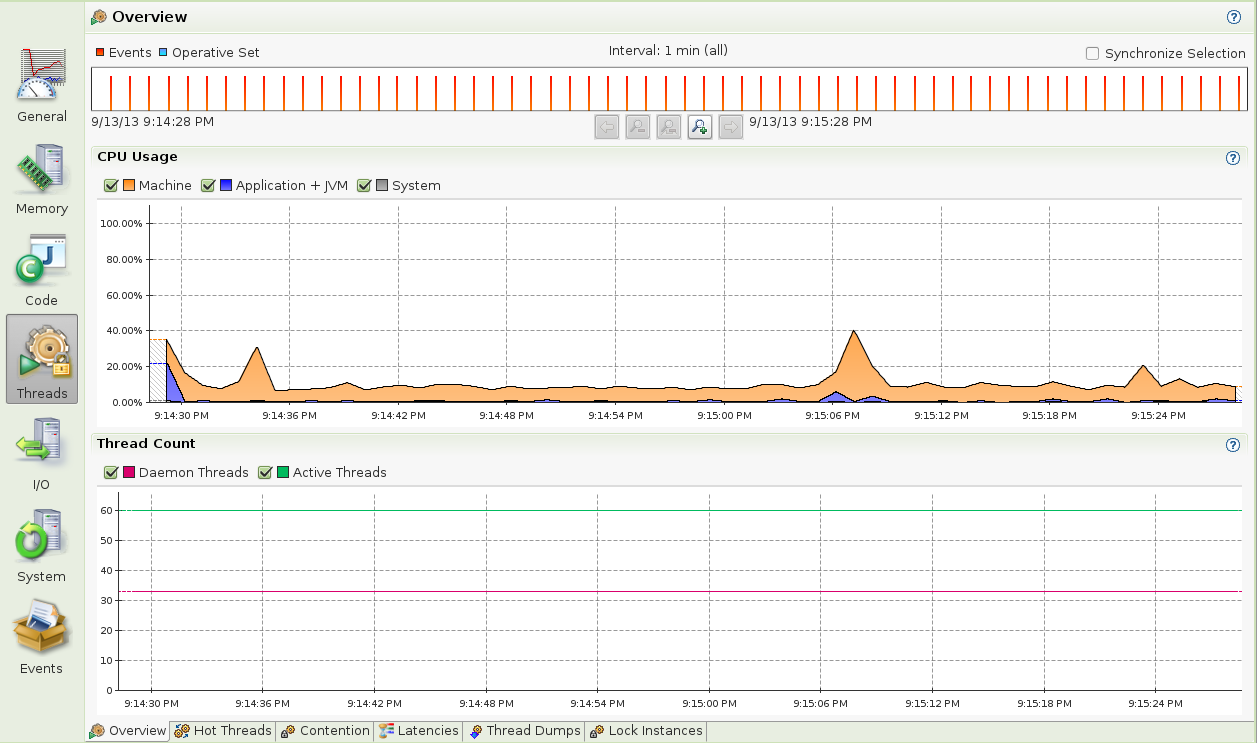 Overview
Events Operative Set Interval: 1 min (all) Synchronize Selection
9/13/13 9:14:28 PM 9/13/13 9:15:28 PM
General
Memory
Code
Threads
I/O
System
Events
CPU Usage
Machine Application + JVM System
100.00%
80.00%
60.00%
40.00%
20.00%
0.00%
9:14:30 PM 9:14:36 PM 9:14:42 PM 9:14:48 PM 9:14:54 PM 9:15:00 PM 9:15:06 PM 9:15:12 PM 9:15:18 PM 9:15:24 PM
Thread Count
Daemon Threads Active Threads
60
50
40
30
20
10
0
9:14:30 PM 9:14:36 PM 9:14:42 PM 9:14:48 PM 9:14:54 PM 9:15:00 PM 9:15:06 PM 9:15:12 PM 9:15:18 PM 9:15:24 PM
Overview Hot Threads Contention Latencies Thread Dumps Lock Instances